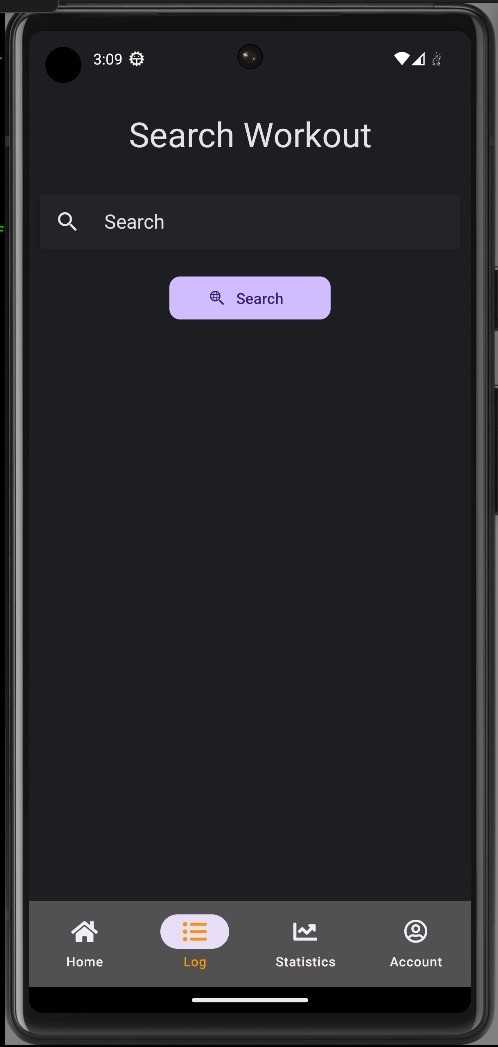 3:09
Search Workout
Search
Search
Home
Log
Statistics
Account